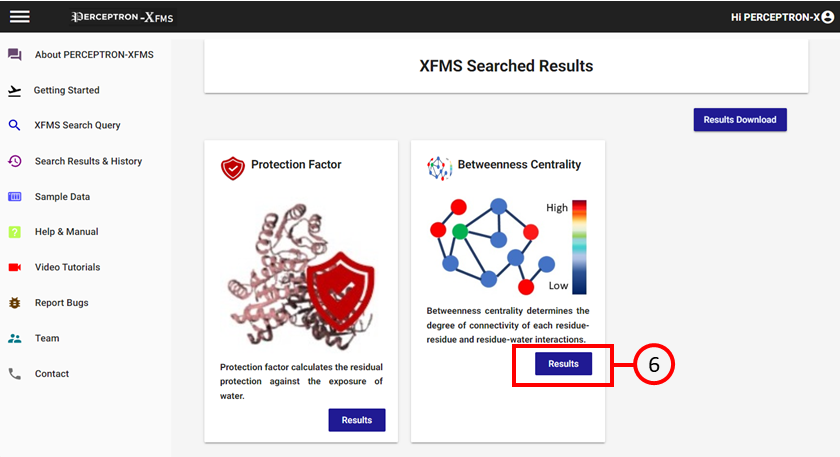 PERCEPTRON-XFMS
Hi PERCEPTRON-X
About PERCEPTRON-XFMS
Getting Started
XFMS Search Query
Search Results & History
Sample Data
Help & Manual
Video Tutorials
Report Bugs
Team
Contact
XFMS Searched Results
Results Download
Protection Factor
Protection factor calculates the residual
protection against the exposure of
water.
Results
Betweenness Centrality
High
Low
Betweenness centrality determines the
degree of connectivity of each residue-
residue and residue-water interactions.
Results
6